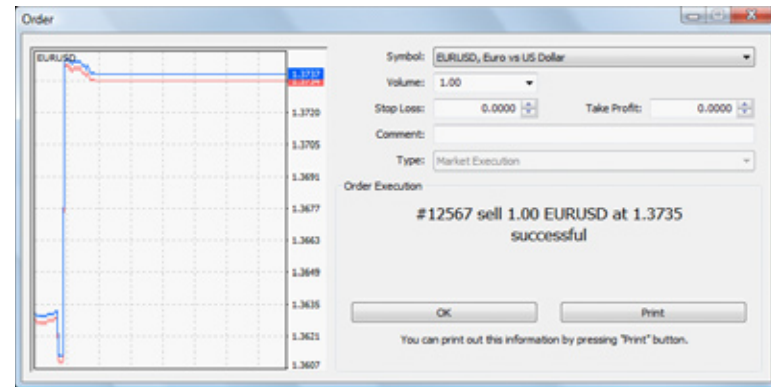 Order
EURUSD
1.3737
1.3720
1.3705
1.3691
1.3677
1.3663
1.3649
1.3635
1.3621
1.3607
Symbol: EURUSD, Euro vs US Dollar
Volume: 1.00
Stop Loss: 0.0000 Take Profit: 0.0000
Comment:
Type: Market Execution
Order Execution
#12567 sell 1.00 EURUSD at 1.3735
successful
OK Print
You can print out this information by pressing "Print" button.